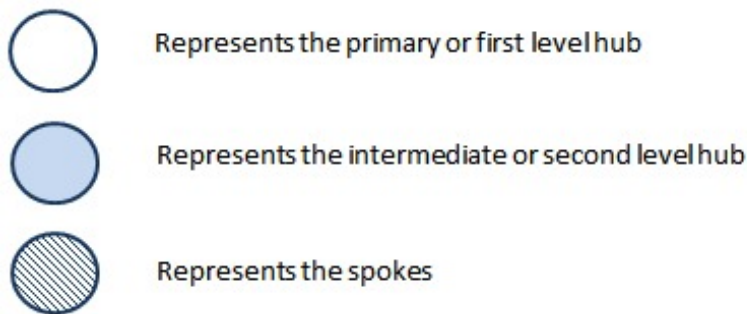 Represents the primary or first level hub
Represents the intermediate or second level hub
Represents the spokes